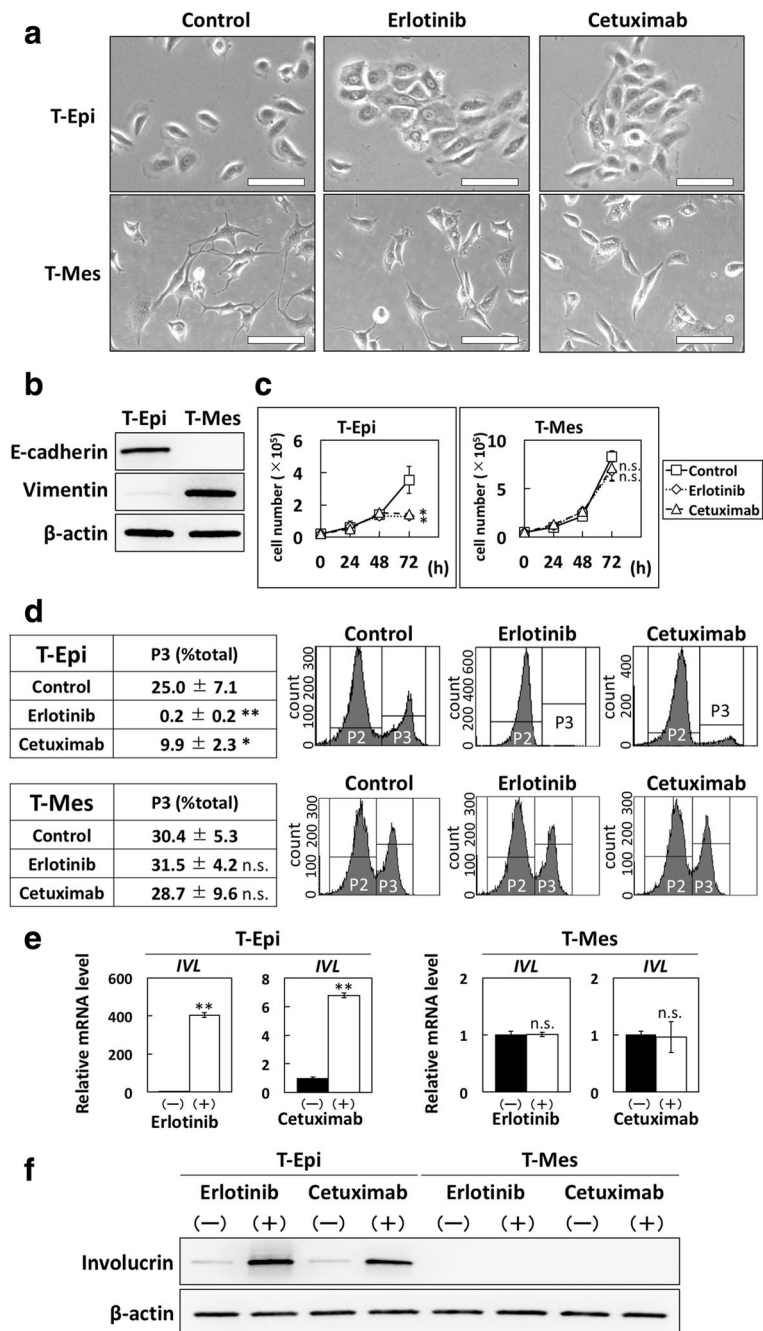 a
Control Erlotinib Cetuximab
T-Epi
T-Mes
b
T-Epi T-Mes
E-cadherin
Vimentin
β-actin
c
T-Epi
cell number (×10⁵)
6
4
2
0
0 24 48 72 (h)
*
*
T-Mes
cell number (×10⁵)
10
5
0
0 24 48 72 (h)
n.s.
n.s.
Control
Erlotinib
Cetuximab
d
T-Epi P3 (%total)
Control 25.0 ± 7.1
Erlotinib 0.2 ± 0.2 **
Cetuximab 9.9 ± 2.3 *
Control Erlotinib Cetuximab
count
0 100 200 300
P2 P3
count
0 200 400 600
P2 P3
count
0 200 400
P2 P3
T-Mes P3 (%total)
Control 30.4 ± 5.3
Erlotinib 31.5 ± 4.2 n.s.
Cetuximab 28.7 ± 9.6 n.s.
Control Erlotinib Cetuximab
count
0 100 200 300
P2 P3
count
0 100 200 300
P2 P3
count
0 100 200 300
P2 P3
e
T-Epi T-Mes
Relative mRNA level
IVL
600
400
200
0
**
(−) (+)
Erlotinib
IVL
8
6
4
2
0
**
(−) (+)
Cetuximab
Relative mRNA level
IVL
2
1
0
n.s.
(−) (+)
Erlotinib
IVL
2
1
0
n.s.
(−) (+)
Cetuximab
f
T-Epi T-Mes
Erlotinib Cetuximab Erlotinib Cetuximab
(−) (+) (−) (+) (−) (+) (−) (+)
Involucrin
β-actin